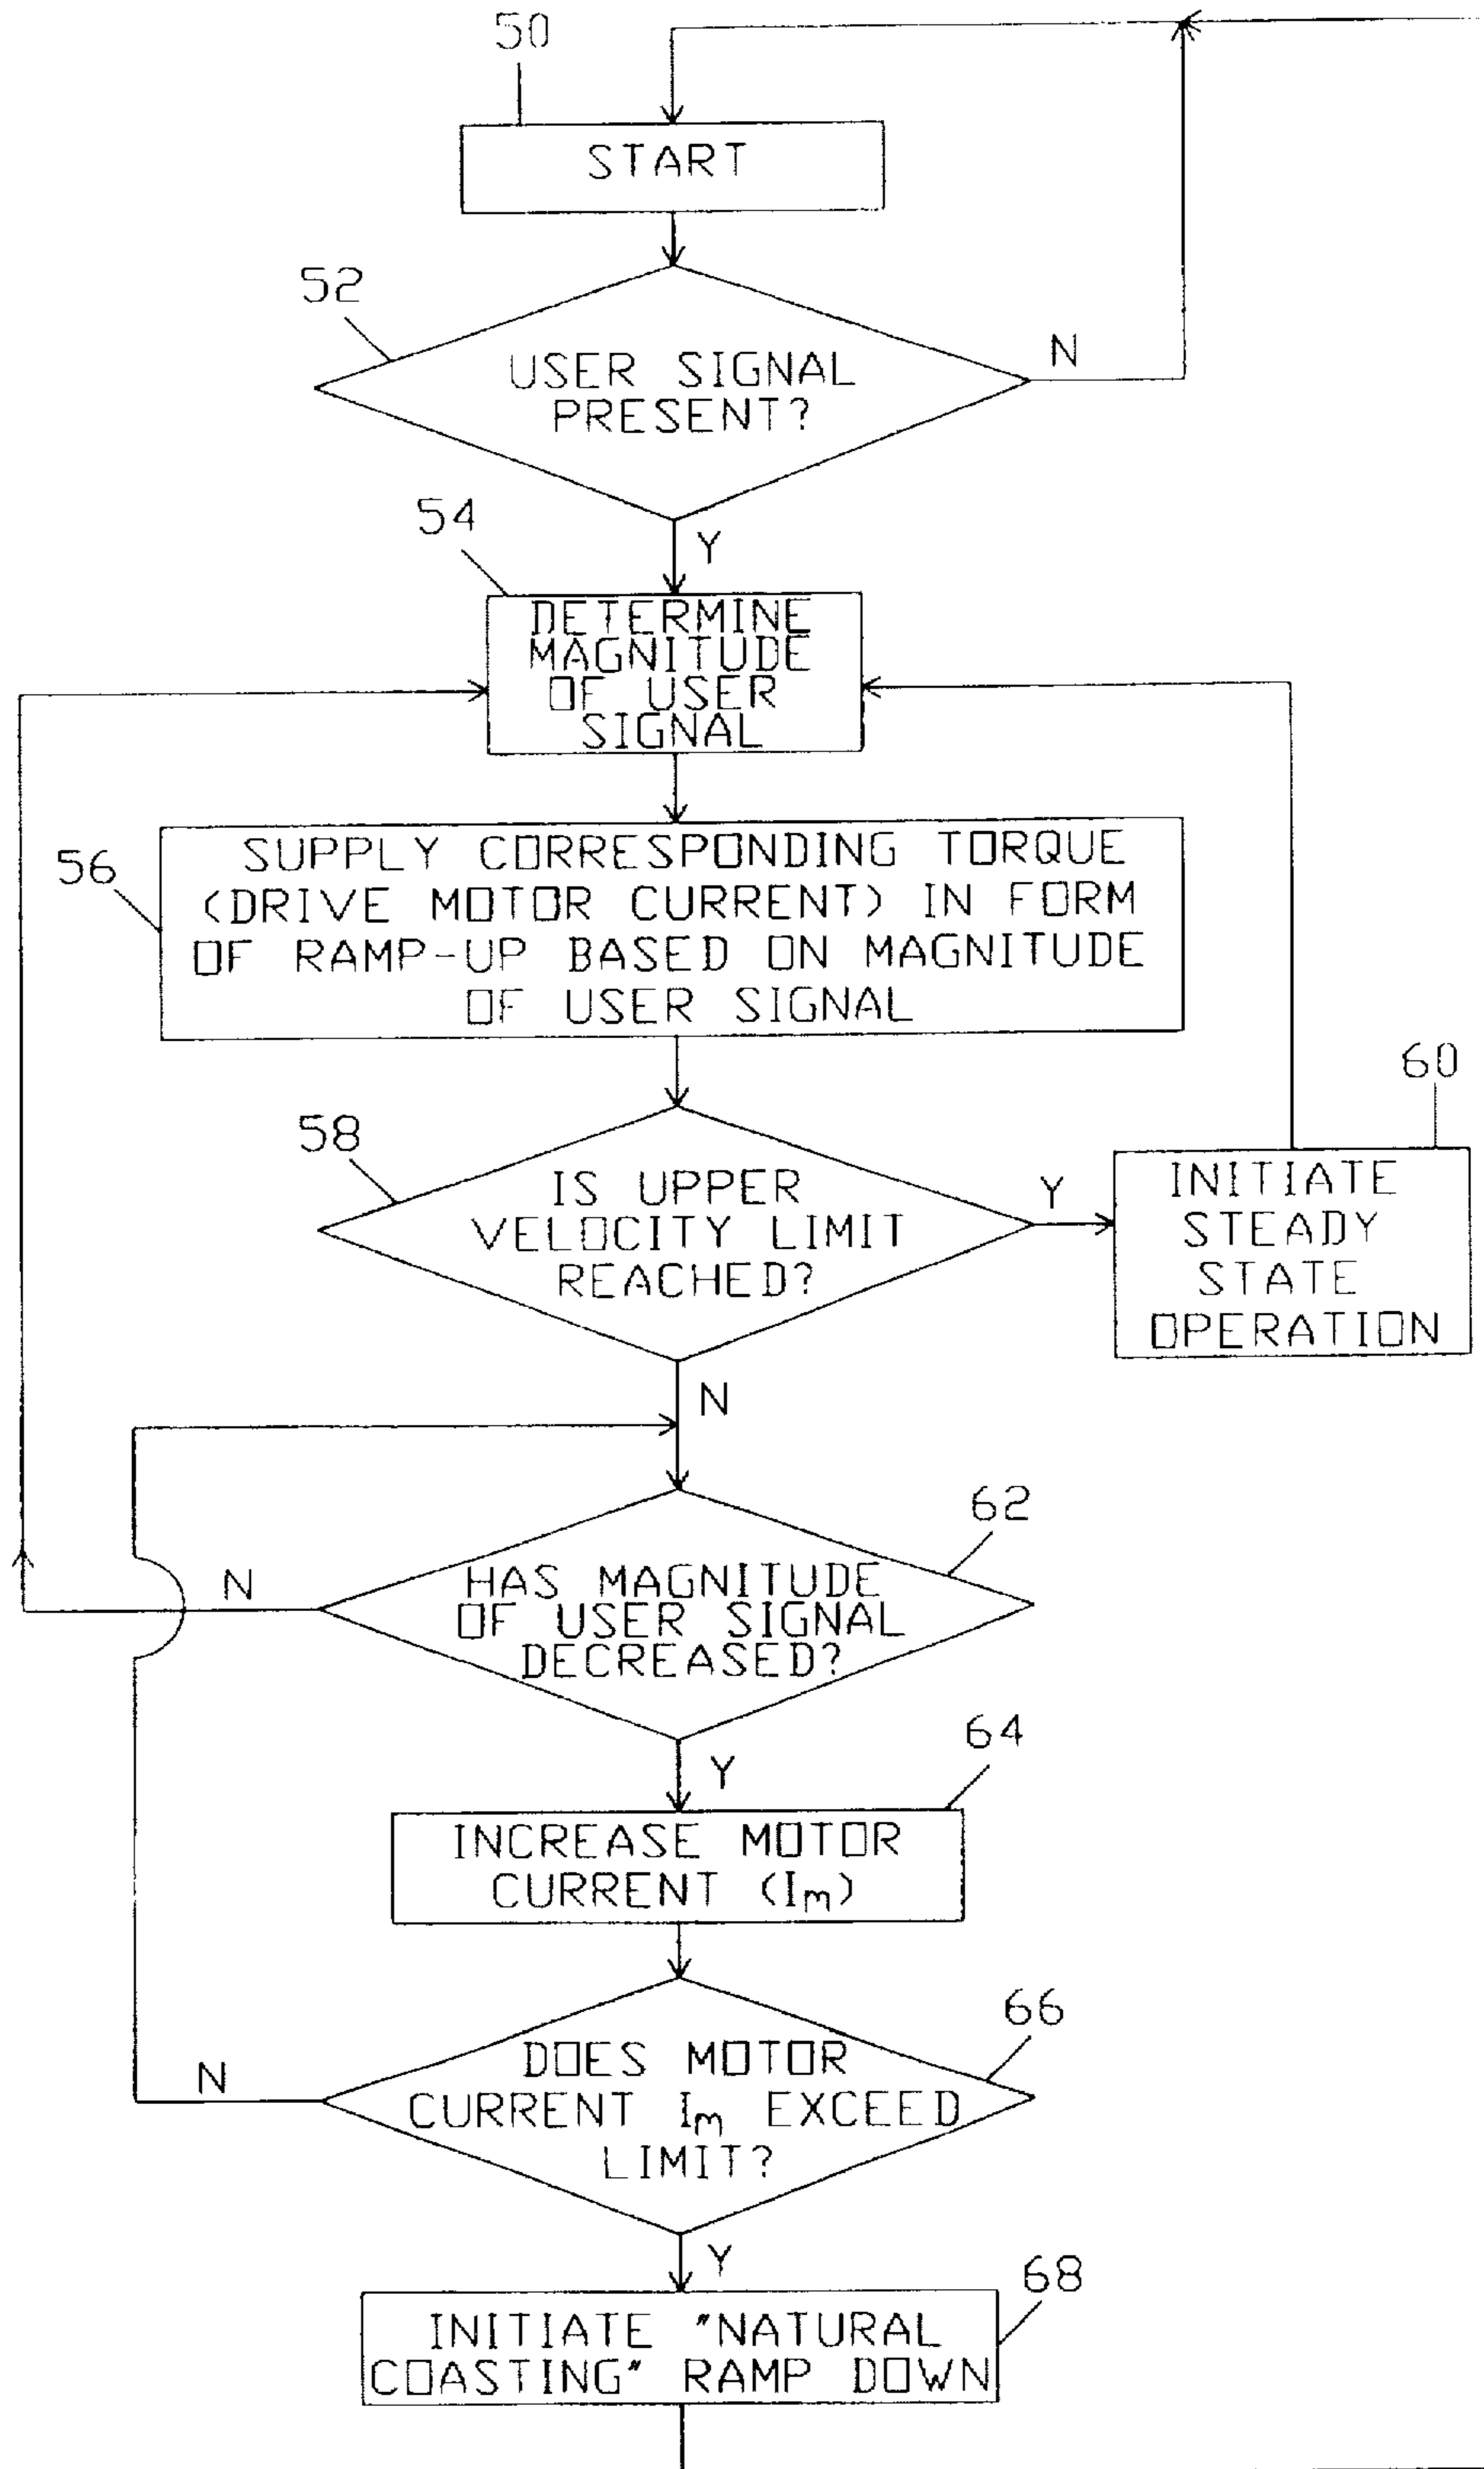 50
START
52
USER SIGNAL
PRESENT?
N
Y
54
DETERMINE
MAGNITUDE
OF USER
SIGNAL
56
SUPPLY CORRESPONDING TORQUE
(DRIVE MOTOR CURRENT) IN FORM
OF RAMP-UP BASED ON MAGNITUDE
OF USER SIGNAL
58
IS UPPER
VELOCITY LIMIT
REACHED?
Y
60
INITIATE
STEADY
STATE
OPERATION
N
62
HAS MAGNITUDE
OF USER SIGNAL
DECREASED?
N
Y
64
INCREASE MOTOR
CURRENT (Im)
66
DOES MOTOR
CURRENT Im EXCEED
LIMIT?
N
Y
68
INITIATE "NATURAL
COASTING" RAMP DOWN